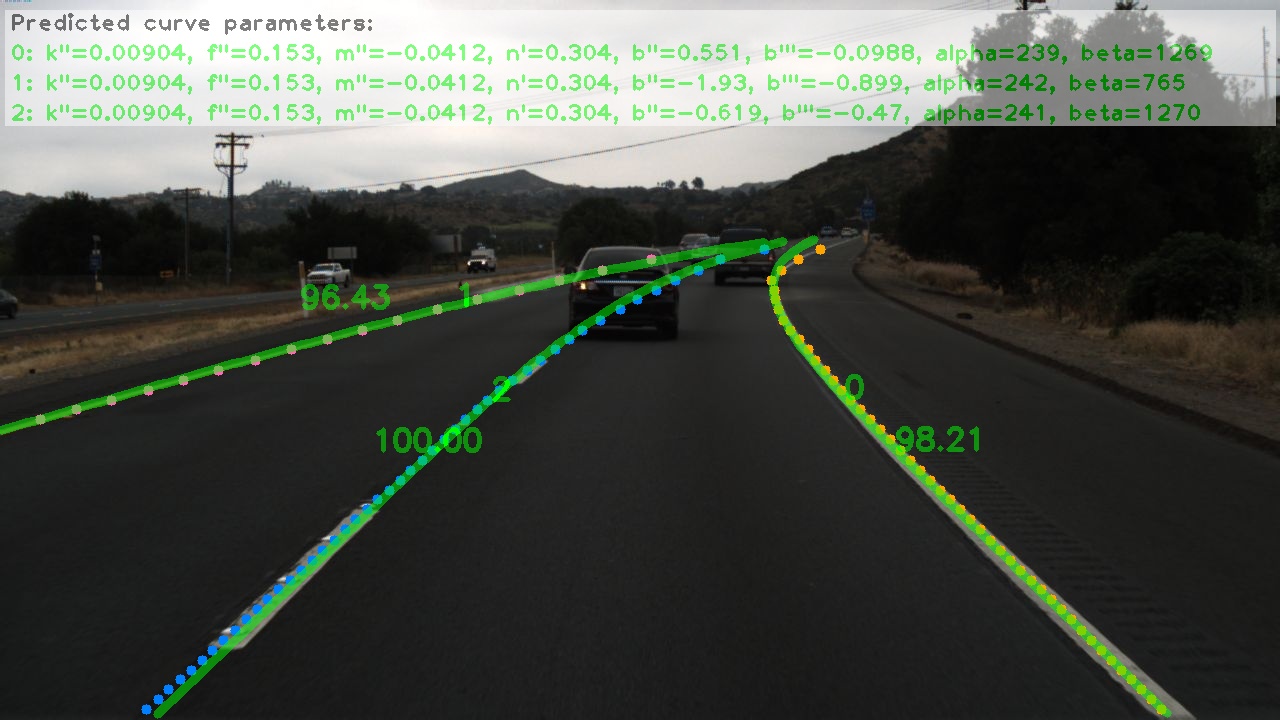 Predicted curve parameters:
0: k''=0.00904, f''=0.153, m''=−0.0412, n'=0.304, b''=0.551, b'''=−0.0988, alpha=239, beta=1269
1: k''=0.00904, f''=0.153, m''=−0.0412, n'=0.304, b''=−1.93, b'''=−0.899, alpha=242, beta=765
2: k''=0.00904, f''=0.153, m''=−0.0412, n'=0.304, b''=−0.619, b'''=−0.47, alpha=241, beta=1270
96.43
1
2
0
100.00
98.21